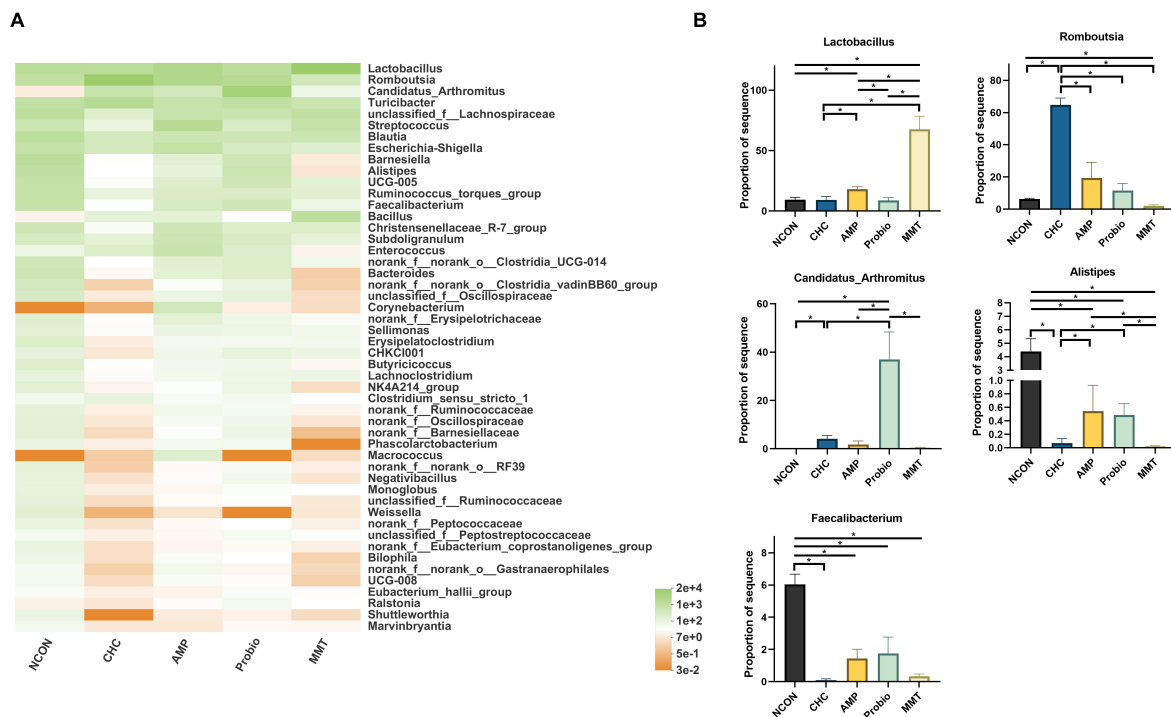 A
Lactobacillus
Romboutsia
Candidatus_Arthromitus
Turicibacter
unclassified_f__Lachnospiraceae
Streptococcus
Blautia
Escherichia-Shigella
Barnesiella
Alistipes
UCG-005
Ruminococcus_torques_group
Faecalibacterium
Bacillus
Christensenellaceae_R-7_group
Subdoligranulum
Enterococcus
norank_f__norank_o__Clostridia_UCG-014
Bacteroides
norank_f__norank_o__Clostridia_vadinBB60_group
unclassified_f__Oscillospiraceae
Corynebacterium
norank_f__Erysipelotrichaceae
Sellimonas
Erysipelatoclostridium
CHKCI001
Butyricicoccus
Lachnoclostridium
NK4A214_group
Clostridium_sensu_stricto_1
norank_f__Ruminococcaceae
norank_f__Oscillospiraceae
norank_f__Barnesiellaceae
Phascolarctobacterium
Macrococcus
norank_f__norank_o__RF39
Negativibacillus
Monoglobus
unclassified_f__Ruminococcaceae
Weissella
norank_f__Peptococcaceae
unclassified_f__Peptostreptococcaceae
norank_f__Eubacterium_coprostanoligenes_group
Bilophila
norank_f__norank_o__Gastranaerophilales
UCG-008
Eubacterium_hallii_group
Ralstonia
Shuttleworthia
Marvinbryantia
NCON CHC AMP Probio MMT
2e+4
1e+3
1e+2
7e+0
5e-1
3e-2
B
Lactobacillus
Proportion of sequence
100
50
0
* * * * * * *
NCON CHC AMP Probio MMT
Romboutsia
Proportion of sequence
80
60
40
20
0
* * * * *
NCON CHC AMP Probio MMT
Candidatus_Arthromitus
Proportion of sequence
60
40
20
0
* * * * *
NCON CHC AMP Probio MMT
Alistipes
Proportion of sequence
8
7
6
5
4
3
1.0
0.8
0.6
0.4
0.2
0.0
* * * * * * * *
NCON CHC AMP Probio MMT
Faecalibacterium
Proportion of sequence
8
6
4
2
0
* * * *
NCON CHC AMP Probio MMT